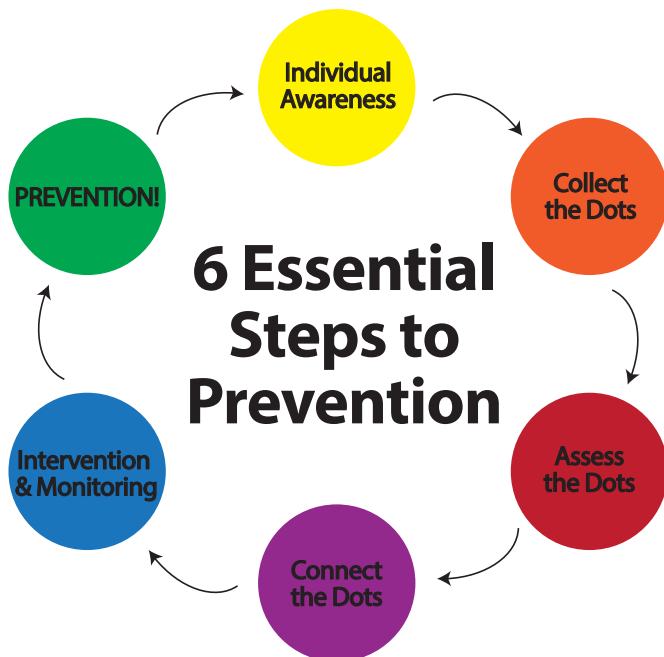 6 Essential
Steps to
Prevention
Individual
Awareness
Collect
the Dots
Assess
the Dots
Connect
the Dots
Intervention
& Monitoring
PREVENTION!